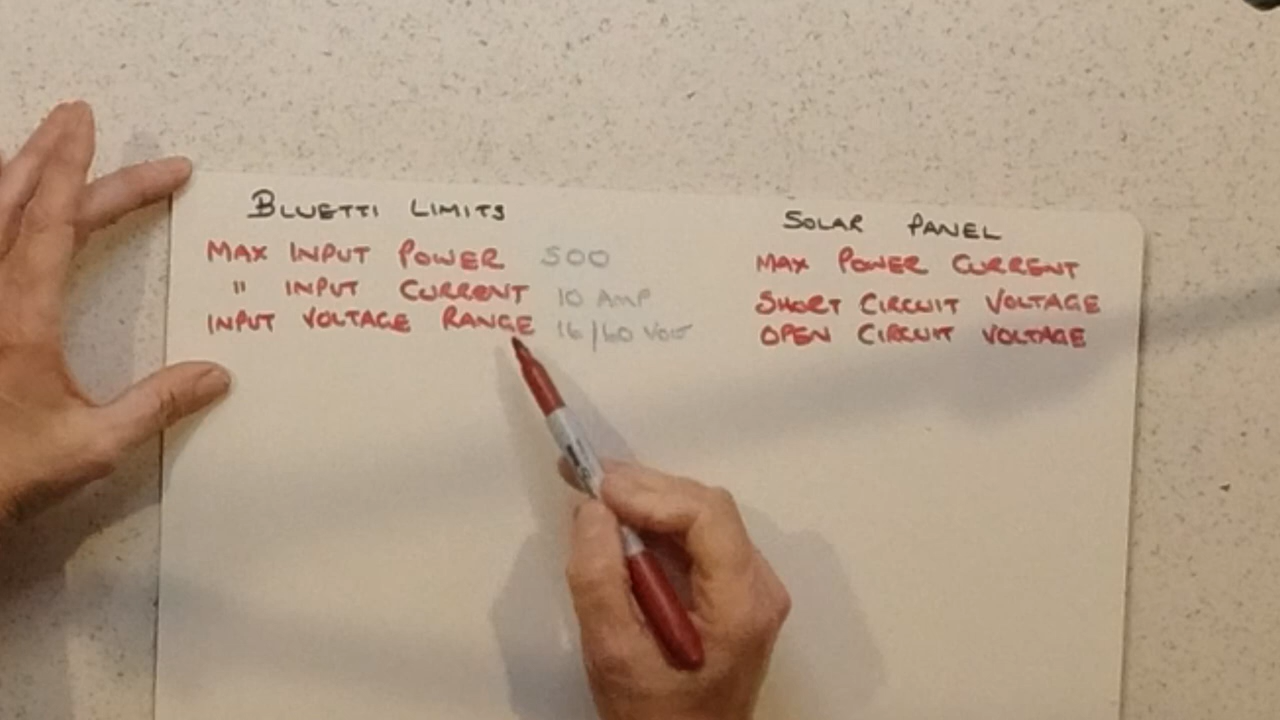 BLUETTI LIMITS
MAX INPUT POWER 500
" INPUT CURRENT 10 AMP
INPUT VOLTAGE RANGE 16/60 VOLT
SOLAR PANEL
MAX POWER CURRENT
SHORT CIRCUIT VOLTAGE
OPEN CIRCUIT VOLTAGE